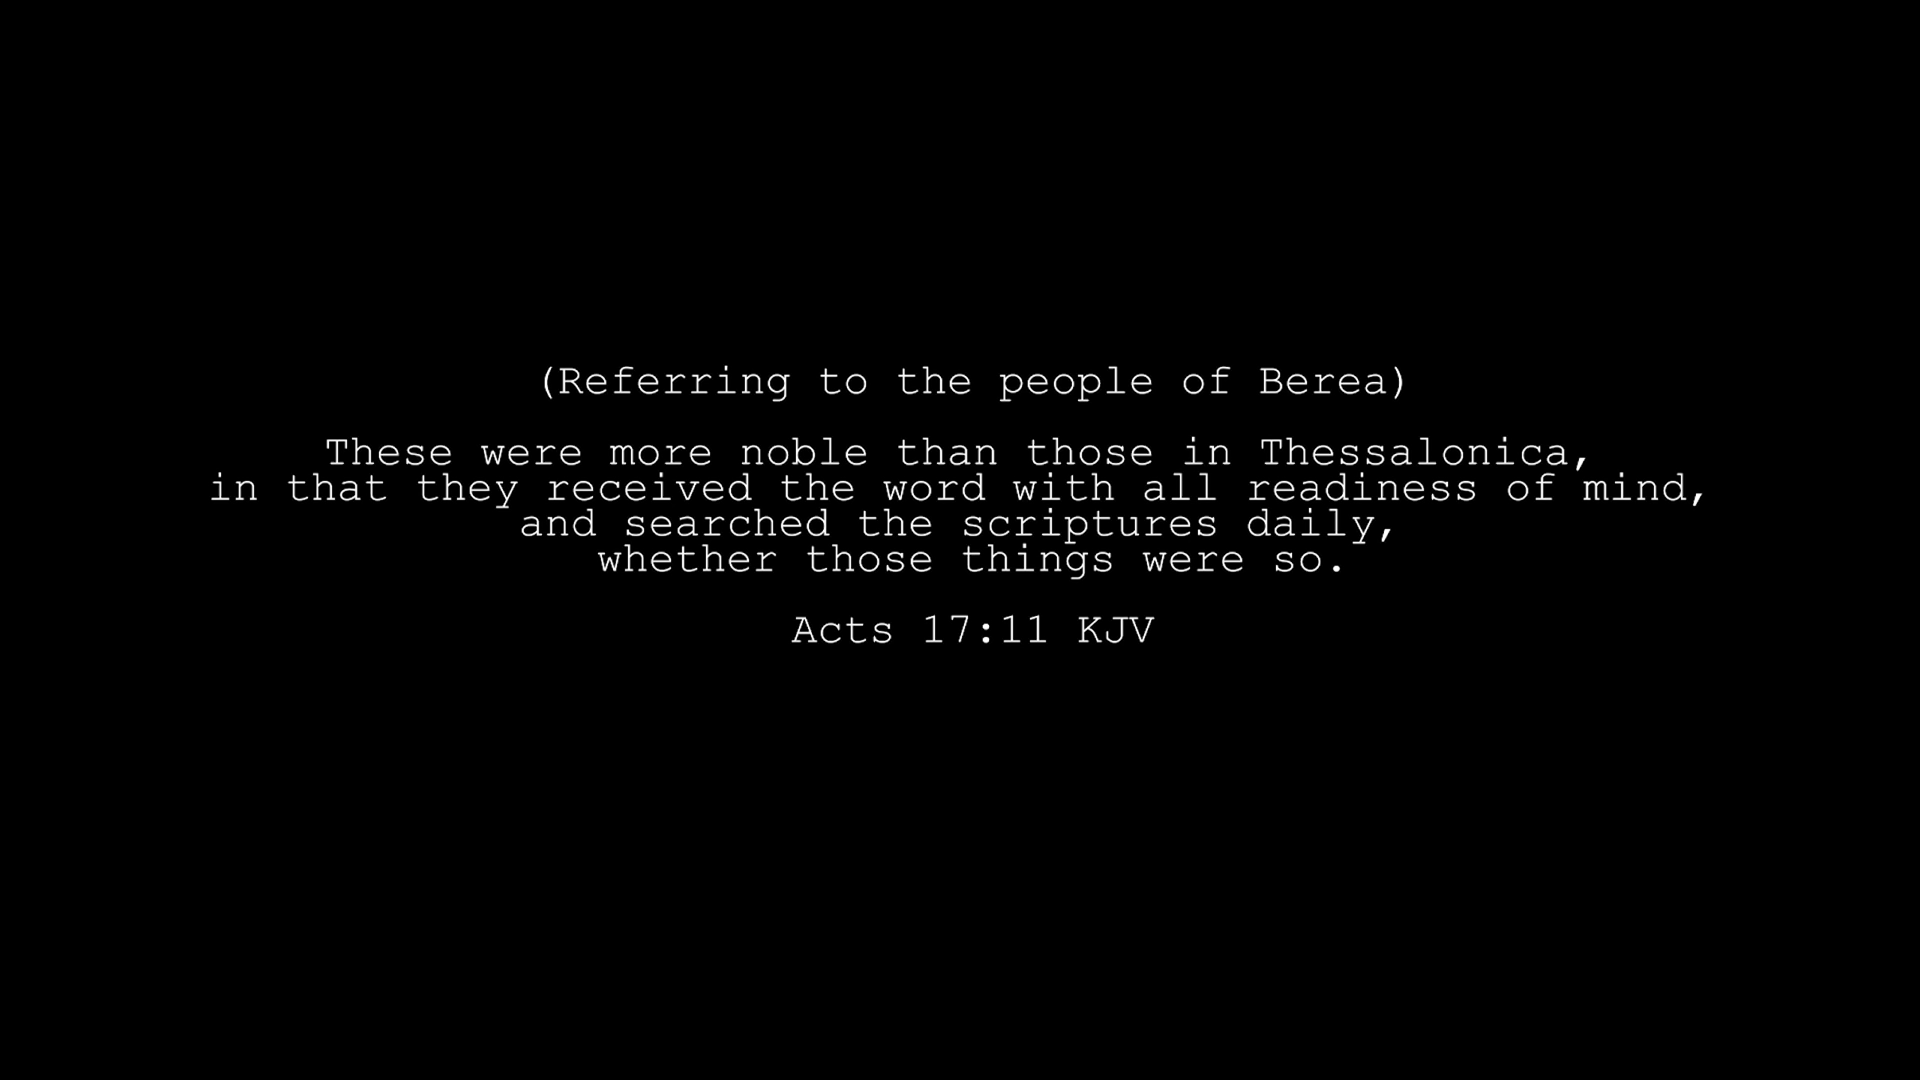 (Referring to the people of Berea)
These were more noble than those in Thessalonica,
in that they received the word with all readiness of mind,
and searched the scriptures daily,
whether those things were so.
Acts 17:11 KJV